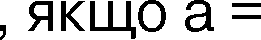 , якщо а =